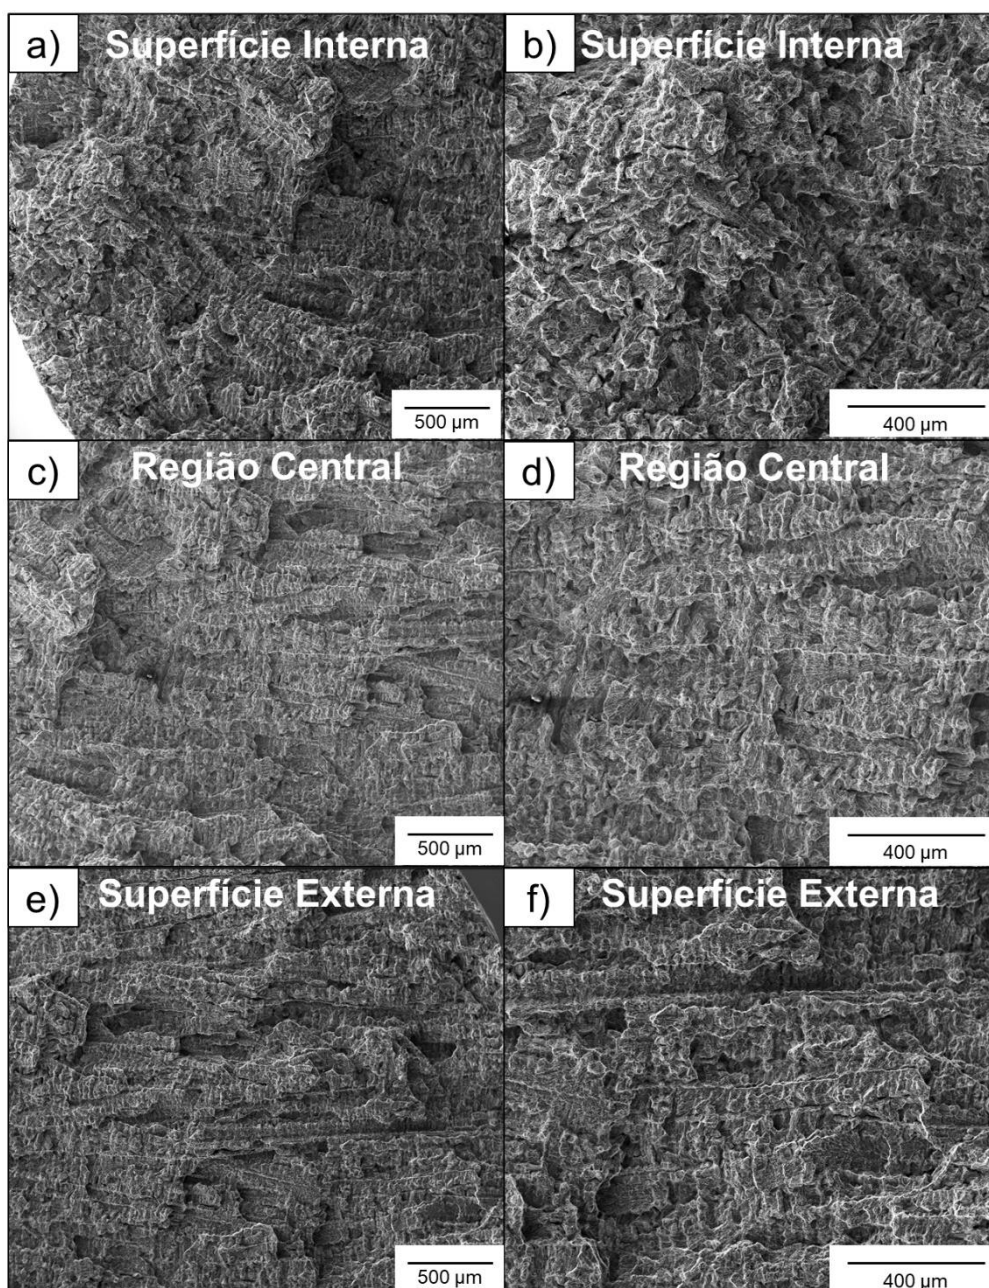 a) Superfície Interna
b) Superfície Interna
500 µm
400 µm
c) Região Central
d) Região Central
500 µm
400 µm
e) Superfície Externa
f) Superfície Externa
500 µm
400 µm